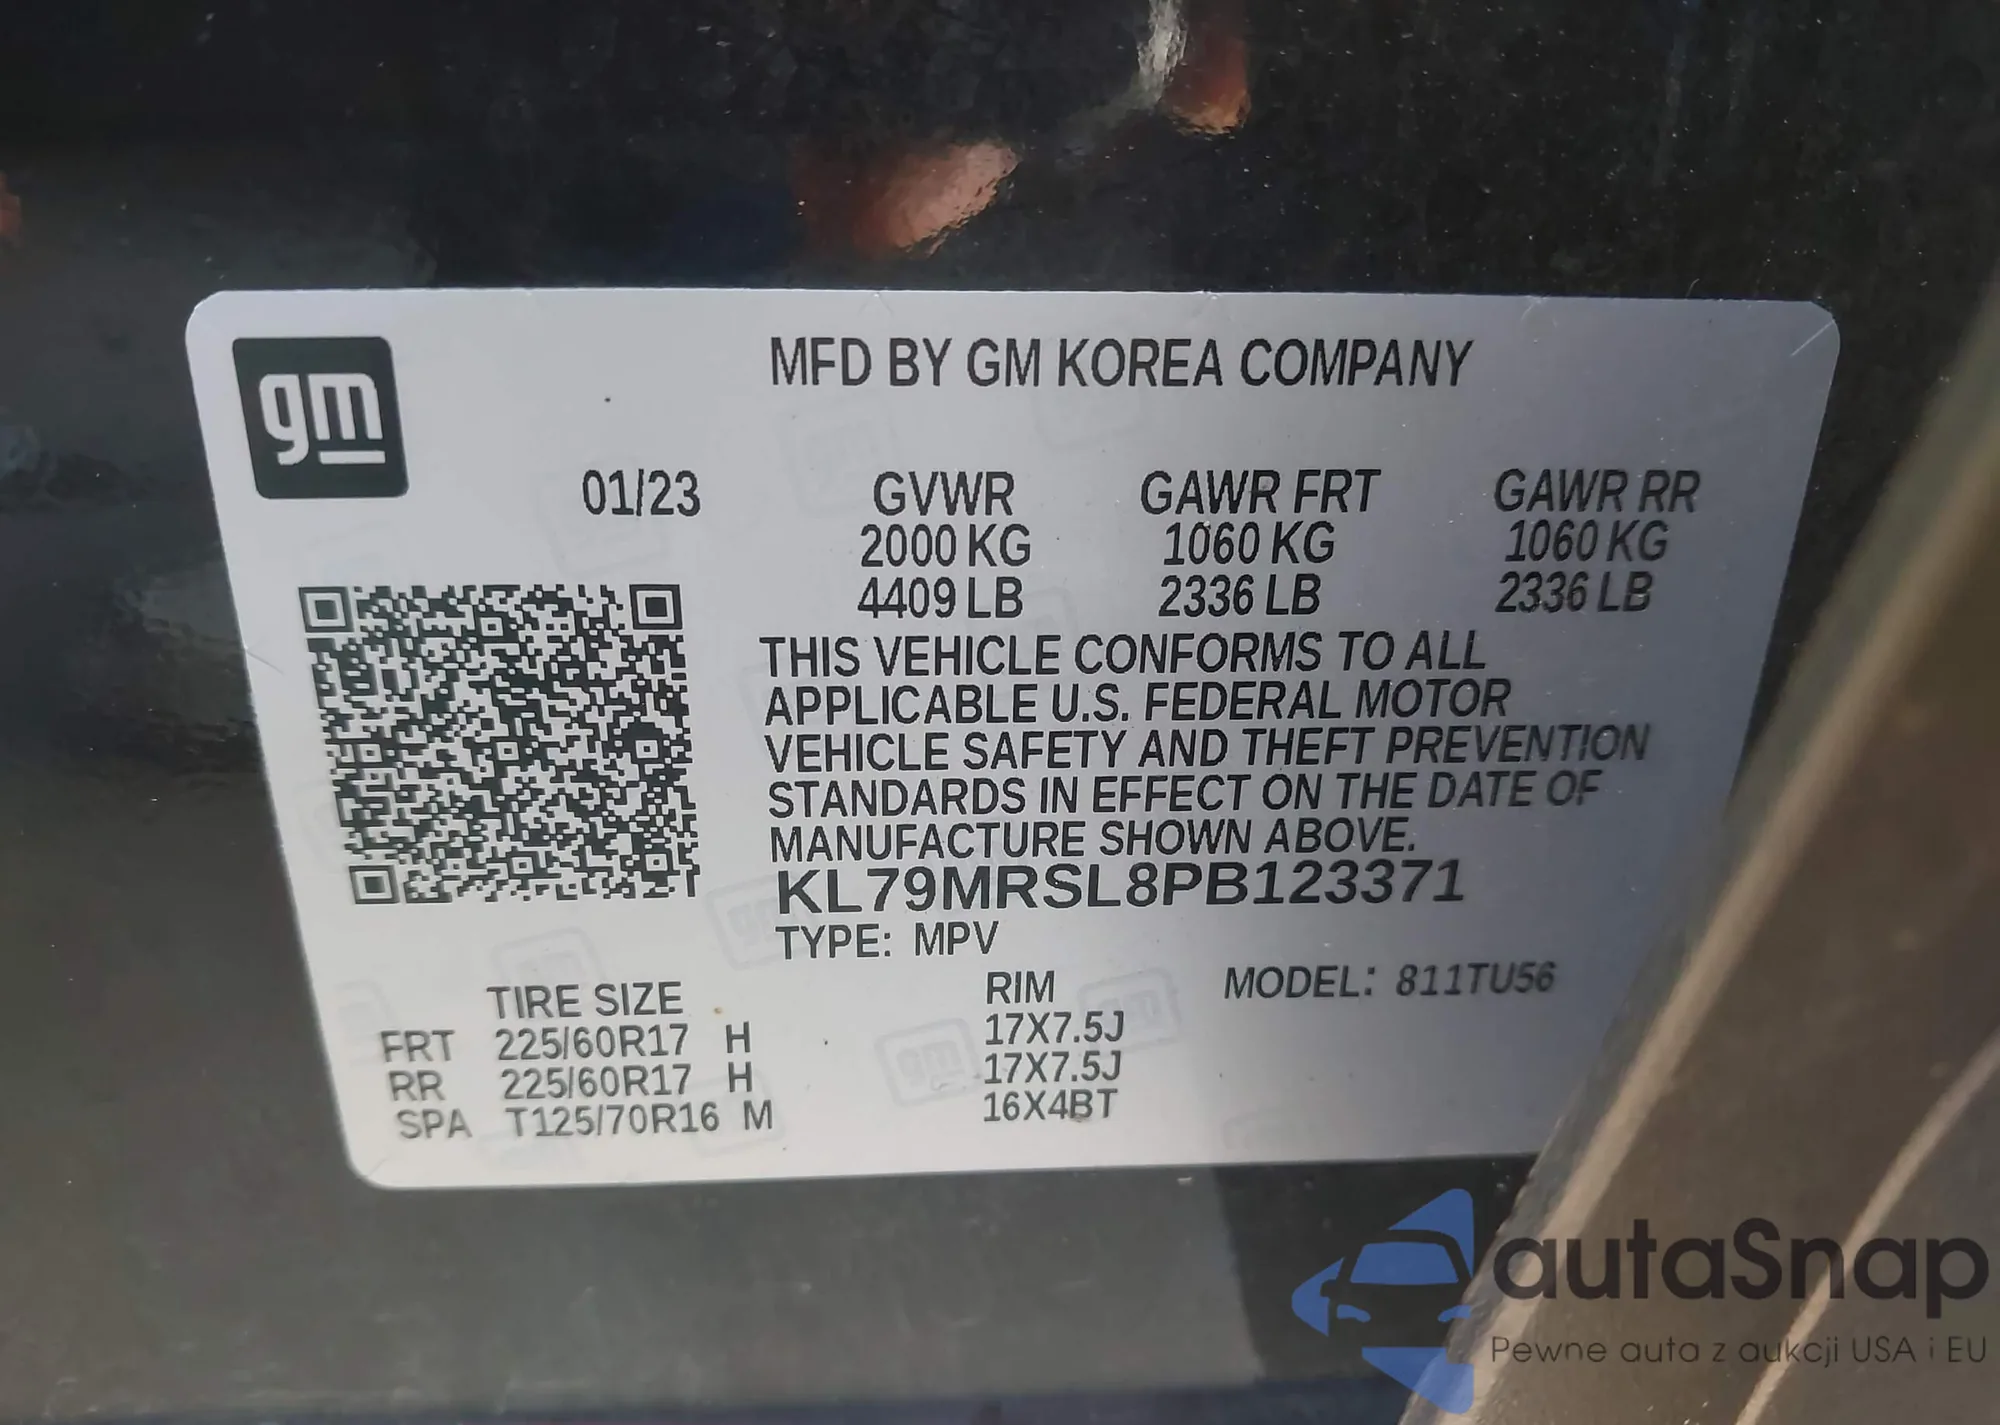 gm
MFD BY GM KOREA COMPANY
01/23 GVWR GAWR FRT GAWR RR
2000 KG 1060 KG 1060 KG
4409 LB 2336 LB 2336 LB
THIS VEHICLE CONFORMS TO ALL
APPLICABLE U.S. FEDERAL MOTOR
VEHICLE SAFETY AND THEFT PREVENTION
STANDARDS IN EFFECT ON THE DATE OF
MANUFACTURE SHOWN ABOVE.
KL79MRSL8PB123371
TYPE: MPV
TIRE SIZE RIM MODEL: 811TU56
FRT 225/60R17 H 17X7.5J
RR 225/60R17 H 17X7.5J
SPA T125/70R16 M 16X4BT
autaSnap
Pewne auta z aukcji USA i EU